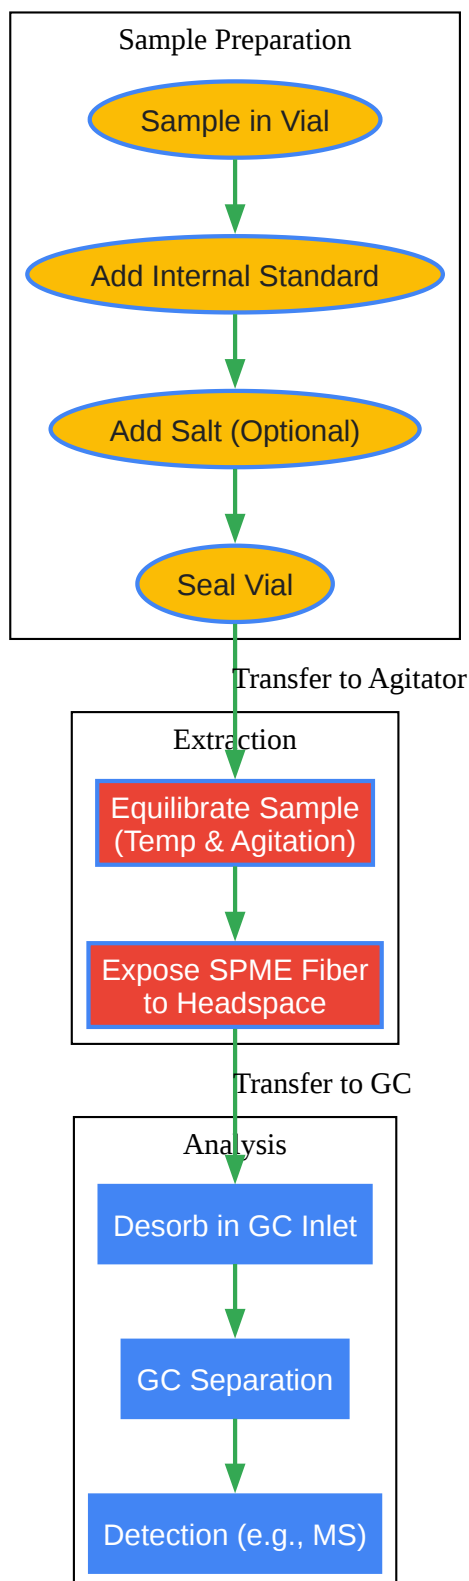 Sample Preparation
Sample in Vial
Add Internal Standard
Add Salt (Optional)
Seal Vial
Transfer to Agitator
Extraction
Equilibrate Sample
(Temp & Agitation)
Expose SPME Fiber
to Headspace
Transfer to GC
Analysis
Desorb in GC Inlet
GC Separation
Detection (e.g., MS)